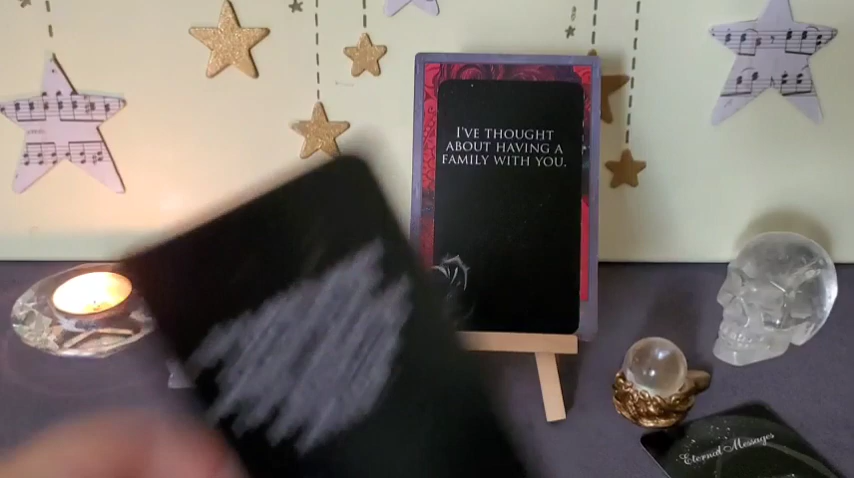 I'VE THOUGHT
ABOUT HAVING A
FAMILY WITH YOU.
Eternal Messages